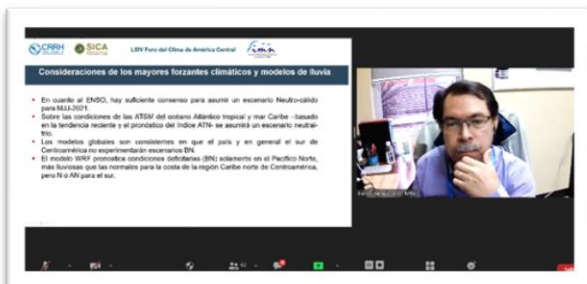 CRRH
SICA
LXIV Foro del Clima de América Central
imn
Consideraciones de los mayores forzantes climáticos y modelos de lluvia
• En cuanto al ENSO, hay suficiente consenso para asumir un escenario Neutro-cálido
para MJJ-2021.
• Sobre las condiciones de las ATSM del océano Atlántico tropical y mar Caribe –basado
en la tendencia reciente y el pronóstico del índice ATN- se asumirá un escenario neutral-
frío.
• Los modelos globales son consistentes en que el país y en general el sur de
Centroamérica no experimentarán escenarios BN.
• El modelo WRF pronostica condiciones deficitarias (BN) solamente en el Pacífico Norte,
más lluviosas que las normales para la costa de la región Caribe norte de Centroamérica,
pero N ó AN para el sur.